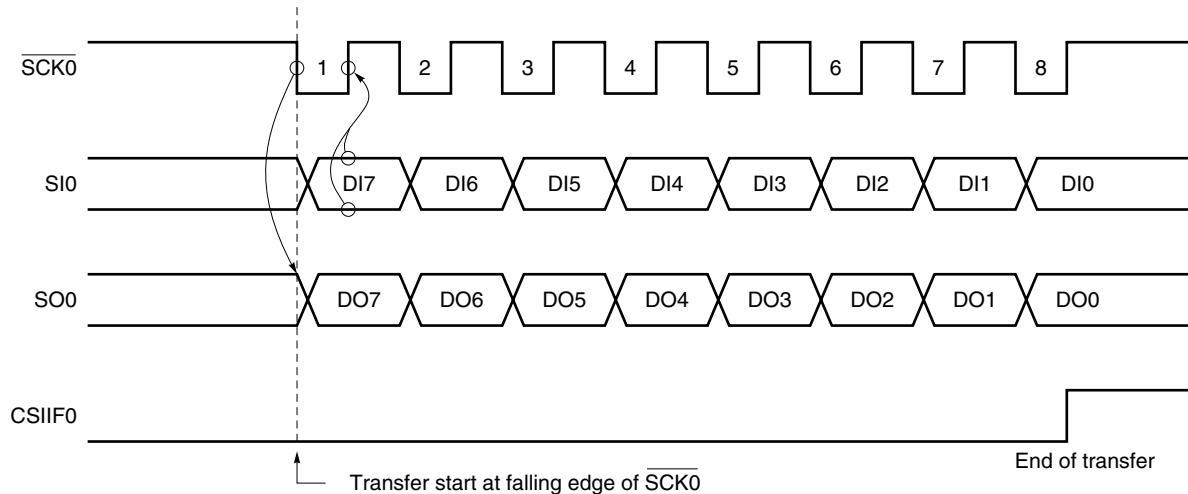 SCK0
1 2 3 4 5 6 7 8
SI0
DI7 DI6 DI5 DI4 DI3 DI2 DI1 DI0
SO0
DO7 DO6 DO5 DO4 DO3 DO2 DO1 DO0
CSIIF0
End of transfer
Transfer start at falling edge of SCK0